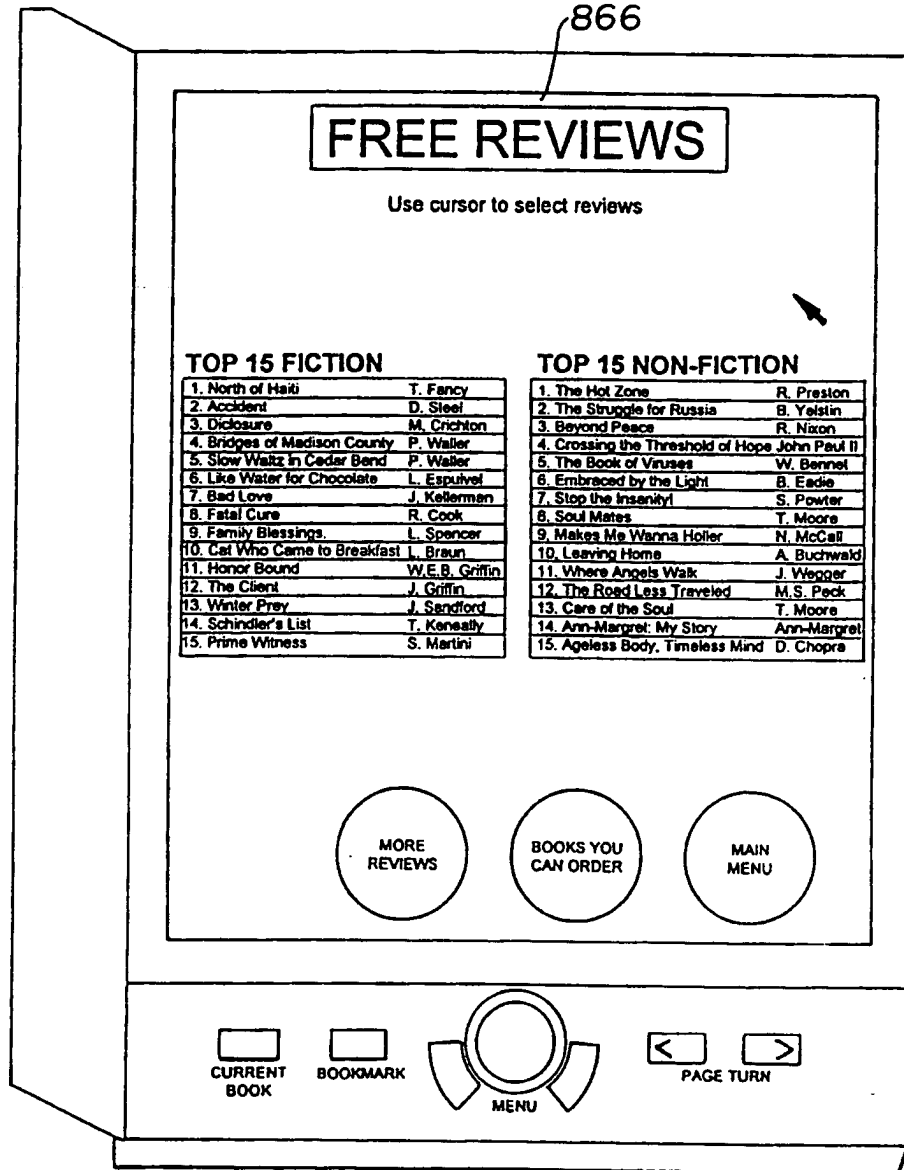 866
FREE REVIEWS
Use cursor to select reviews
TOP 15 FICTION
1. North of Haiti T. Fancy
2. Accident D. Steel
3. Diclosure M. Crichton
4. Bridges of Madison County P. Waller
5. Slow Waltz in Cedar Bend P. Waller
6. Like Water for Chocolate L. Espuivel
7. Bad Love J. Kellerman
8. Fatal Cure R. Cook
9. Family Blessings. L. Spencer
10. Cat Who Came to Breakfast L. Braun
11. Honor Bound W.E.B. Griffin
12. The Client J. Griffin
13. Winter Prey J. Sandford
14. Schindler's List T. Keneally
15. Prime Witness S. Martini
TOP 15 NON-FICTION
1. The Hot Zone R. Preston
2. The Struggle for Russia B. Yelstin
3. Beyond Peace R. Nixon
4. Crossing the Threshold of Hope John Paul II
5. The Book of Viruses W. Bennet
6. Embraced by the Light B. Eadie
7. Stop the Insanity! S. Powter
8. Soul Mates T. Moore
9. Makes Me Wanna Holler N. McCall
10. Leaving Home A. Buchwald
11. Where Angels Walk J. Wegger
12. The Road Less Traveled M.S. Peck
13. Care of the Soul T. Moore
14. Ann-Margret: My Story Ann-Margret
15. Ageless Body, Timeless Mind D. Chopra
MORE
REVIEWS
BOOKS YOU
CAN ORDER
MAIN
MENU
CURRENT
BOOK
BOOKMARK
MENU
< >
PAGE TURN